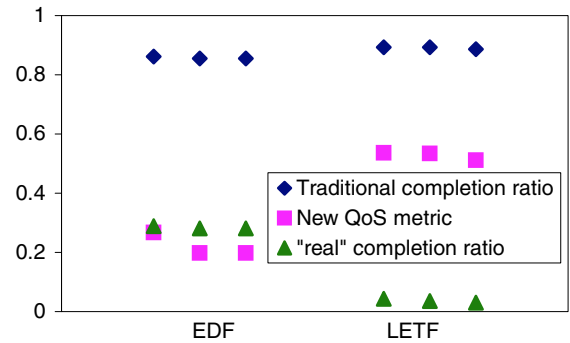 1
0.8
0.6
0.4
0.2
0
Traditional completion ratio
New QoS metric
"real" completion ratio
EDF LETF